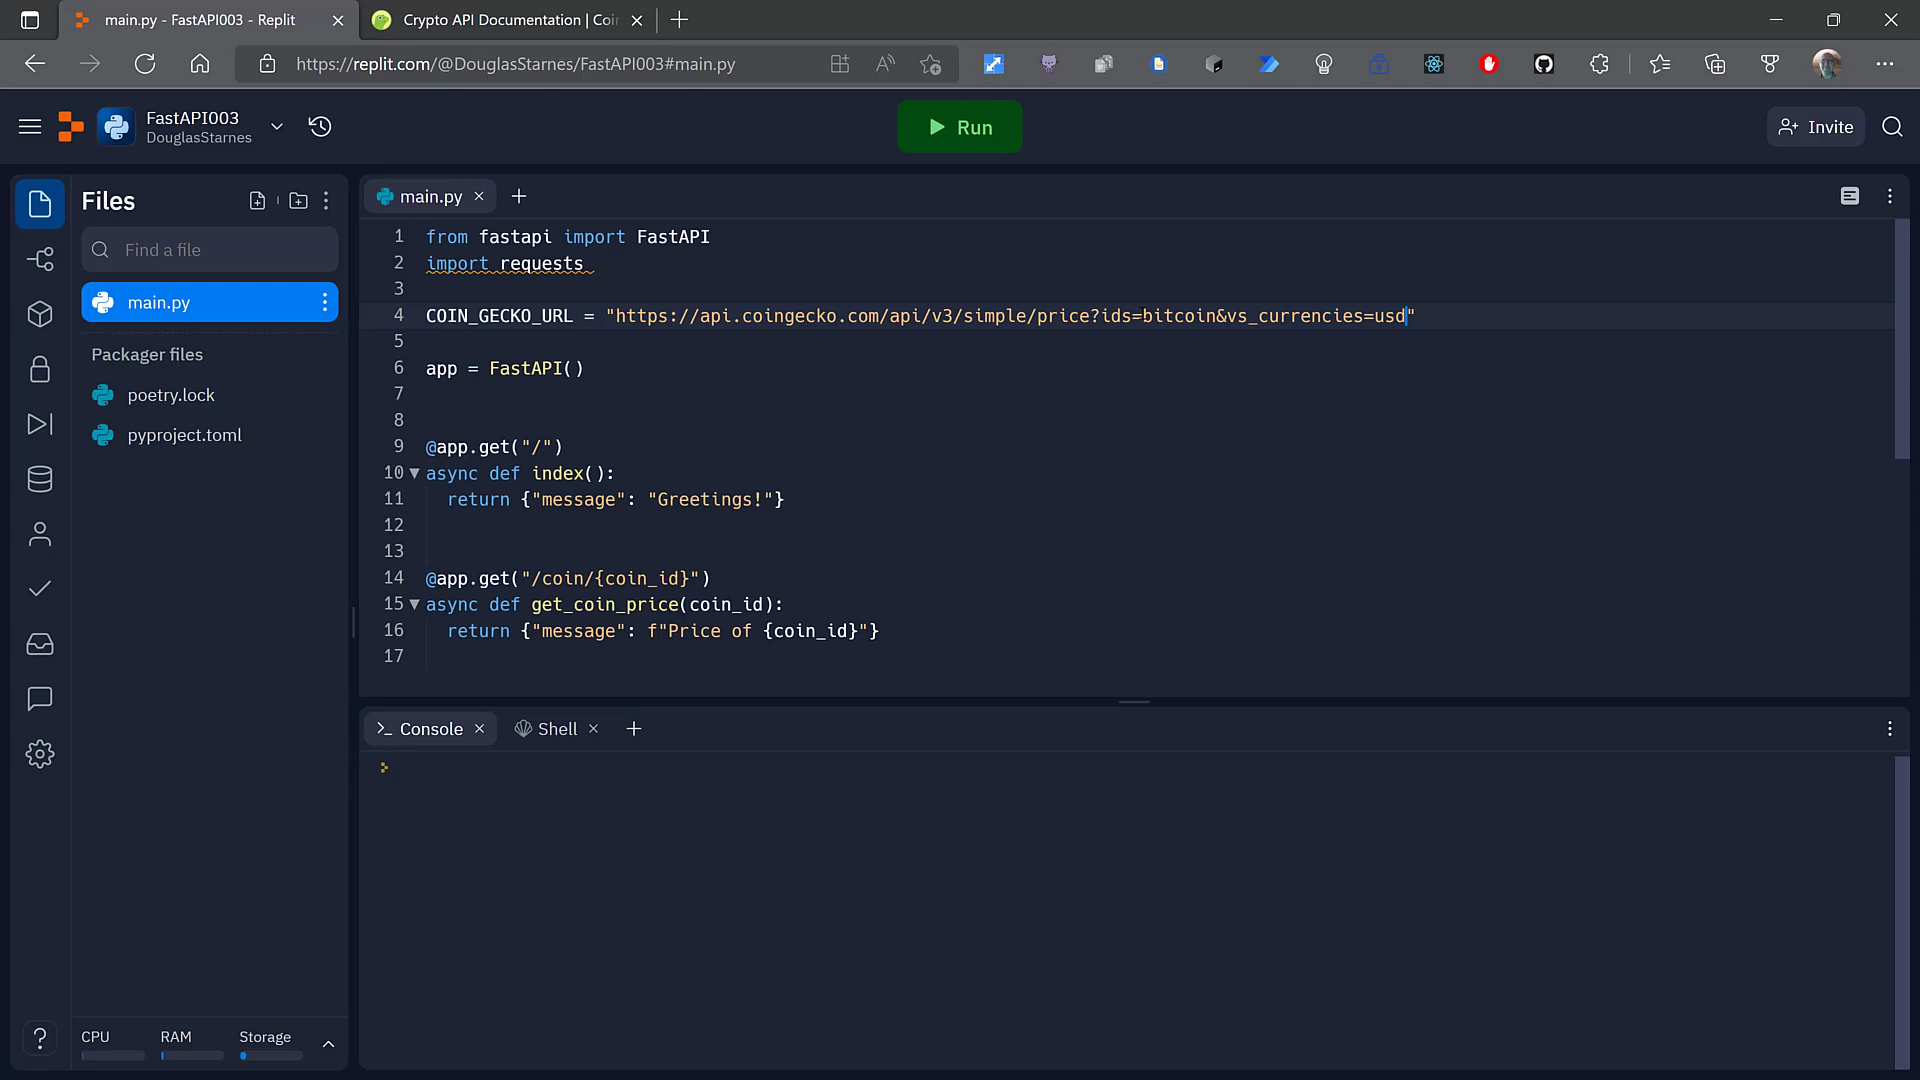 main.py - FastAPI003 - Replit
Crypto API Documentation | Coi
https://replit.com/@DouglasStarnes/FastAPI003#main.py
FastAPI003
DouglasStarnes
Run
Invite
Files
Find a file
main.py
Packager files
poetry.lock
pyproject.toml
CPU
RAM
Storage
main.py
1 from fastapi import FastAPI
2 import requests
3
4 COIN_GECKO_URL = "https://api.coingecko.com/api/v3/simple/price?ids=bitcoin&vs_currencies=usd"
5
6 app = FastAPI()
7
8
9 @app.get("/")
10 async def index():
11 return {"message": "Greetings!"}
12
13
14 @app.get("/coin/{coin_id}")
15 async def get_coin_price(coin_id):
16 return {"message": f"Price of {coin_id}"}
17
Console
Shell